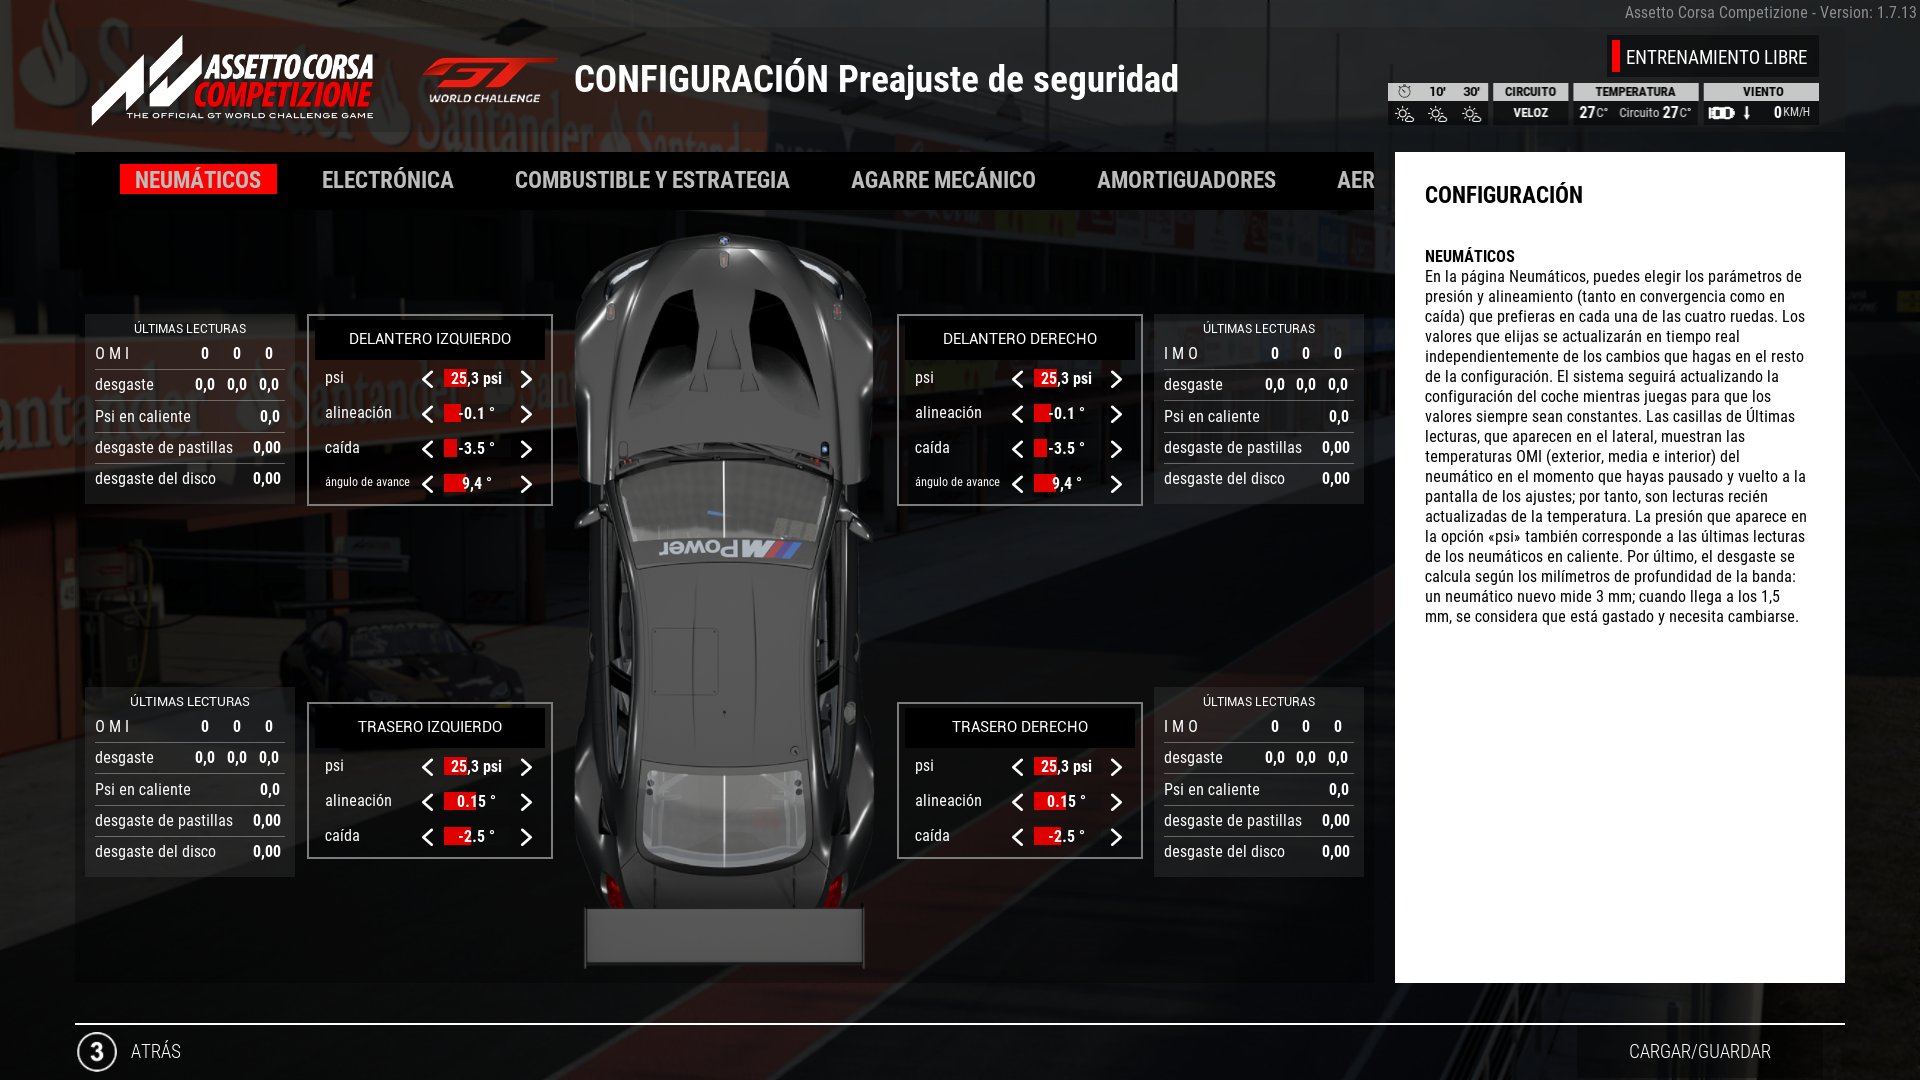 Assetto Corsa Competizione - Version: 1.7.13
ASSETTO CORSA
COMPETIZIONE
THE OFFICIAL GT WORLD CHALLENGE GAME
GT
WORLD CHALLENGE
CONFIGURACIÓN Preajuste de seguridad
ENTRENAMIENTO LIBRE
10' 30' CIRCUITO TEMPERATURA VIENTO
VELOZ 27C° Circuito 27C° 0 KM/H
NEUMÁTICOS ELECTRÓNICA COMBUSTIBLE Y ESTRATEGIA AGARRE MECÁNICO AMORTIGUADORES AER
ÚLTIMAS LECTURAS
O M I 0 0 0
desgaste 0,0 0,0 0,0
Psi en caliente 0,0
desgaste de pastillas 0,00
desgaste del disco 0,00
DELANTERO IZQUIERDO
psi 25,3 psi
alineación -0.1 °
caída -3.5 °
ángulo de avance 9,4 °
DELANTERO DERECHO
psi 25,3 psi
alineación -0.1 °
caída -3.5 °
ángulo de avance 9,4 °
ÚLTIMAS LECTURAS
I M O 0 0 0
desgaste 0,0 0,0 0,0
Psi en caliente 0,0
desgaste de pastillas 0,00
desgaste del disco 0,00
MPower
ÚLTIMAS LECTURAS
O M I 0 0 0
desgaste 0,0 0,0 0,0
Psi en caliente 0,0
desgaste de pastillas 0,00
desgaste del disco 0,00
TRASERO IZQUIERDO
psi 25,3 psi
alineación 0.15 °
caída -2.5 °
TRASERO DERECHO
psi 25,3 psi
alineación 0.15 °
caída -2.5 °
ÚLTIMAS LECTURAS
I M O 0 0 0
desgaste 0,0 0,0 0,0
Psi en caliente 0,0
desgaste de pastillas 0,00
desgaste del disco 0,00
CONFIGURACIÓN
NEUMÁTICOS
En la página Neumáticos, puedes elegir los parámetros de
presión y alineamiento (tanto en convergencia como en
caída) que prefieras en cada una de las cuatro ruedas. Los
valores que elijas se actualizarán en tiempo real
independientemente de los cambios que hagas en el resto
de la configuración. El sistema seguirá actualizando la
configuración del coche mientras juegas para que los
valores siempre sean constantes. Las casillas de Últimas
lecturas, que aparecen en el lateral, muestran las
temperaturas OMI (exterior, media e interior) del
neumático en el momento que hayas pausado y vuelto a la
pantalla de los ajustes; por tanto, son lecturas recién
actualizadas de la temperatura. La presión que aparece en
la opción «psi» también corresponde a las últimas lecturas
de los neumáticos en caliente. Por último, el desgaste se
calcula según los milímetros de profundidad de la banda:
un neumático nuevo mide 3 mm; cuando llega a los 1,5
mm, se considera que está gastado y necesita cambiarse.
Santander
Santander
Santander
3 ATRÁS
CARGAR/GUARDAR